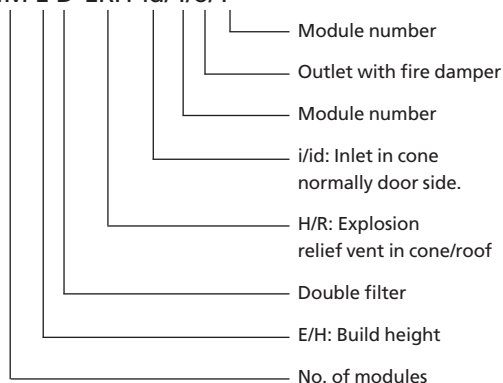 Module number
Outlet with fire damper
Module number
i/id: Inlet in cone
normally door side.
H/R: Explosion
relief vent in cone/roof
Double filter
E/H: Build height
No. of modules